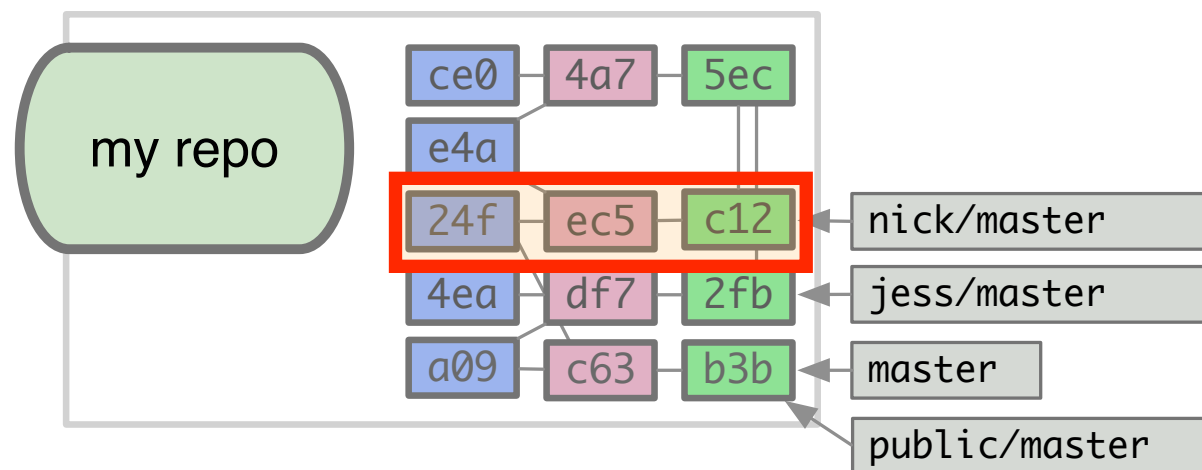 my repo
ce0 4a7 5ec
e4a
24f ec5 c12 nick/master
4ea df7 2fb jess/master
a09 c63 b3b master
public/master